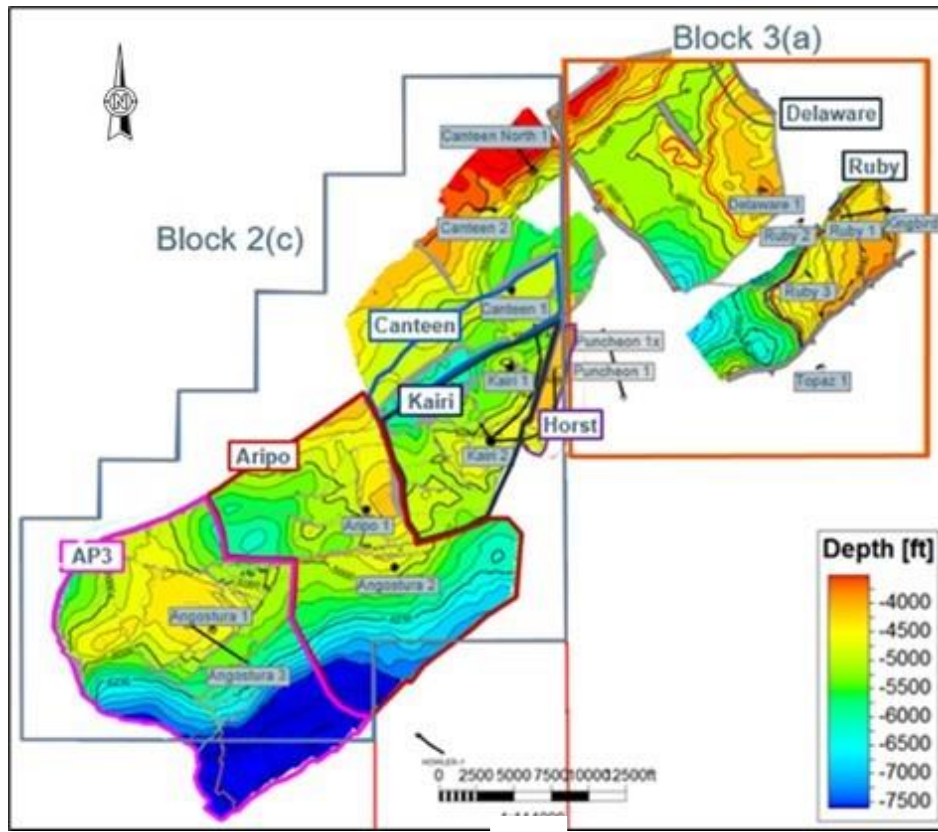 Block 3(a)
N
Delaware
Canteen North 1
Ruby
Delaware 1
Block 2(c)
Canteen 2
Ruby 2
Ruby 1
Kingbird
Ruby 3
Canteen 1
Canteen
Puncheon 1x
Kairi 1
Puncheon 1
Topaz 1
Kairi
Horst
Aripo
Kairi 2
Aripo 1
AP3
Angostura 2
Angostura 1
Angostura 3
Depth [ft]
-4000
-4500
-5000
-5500
-6000
-6500
-7000
-7500
HOWLER-1
0 2500 5000 7500 10000 12500ft